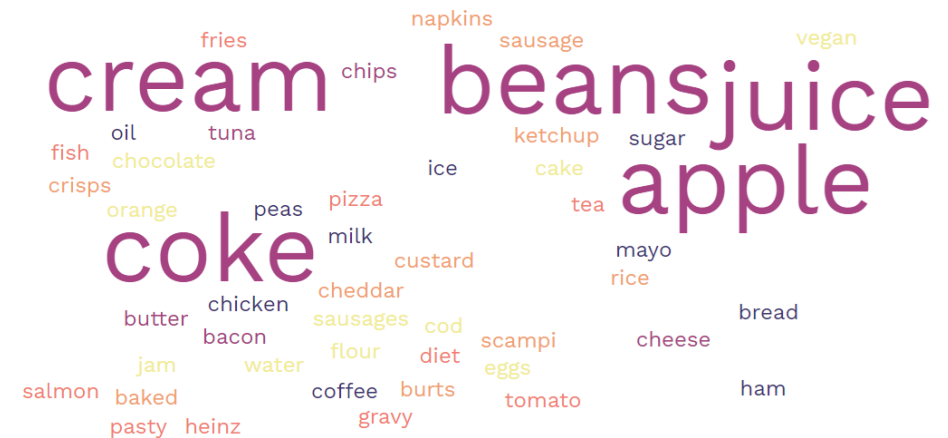 napkins
fries
sausage
vegan
cream
chips
beans
juice
oil
tuna
ketchup
sugar
fish
chocolate
ice
cake
apple
crisps
orange
peas
pizza
tea
coke
milk
mayo
custard
rice
cheddar
chicken
butter
sausages
cod
bread
bacon
scampi
cheese
jam
water
flour
diet
eggs
salmon
baked
coffee
burts
tomato
ham
pasty
heinz
gravy